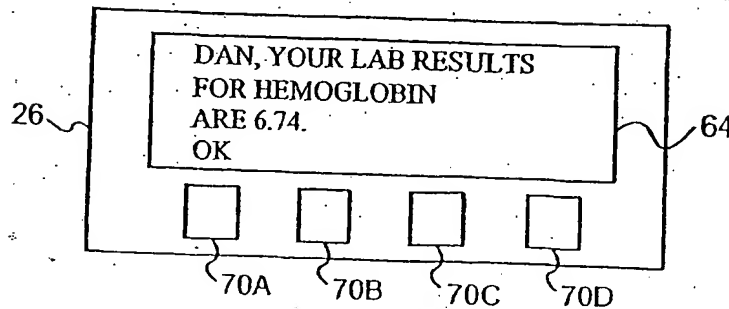 DAN, YOUR LAB RESULTS
FOR HEMOGLOBIN
ARE 6.74.
OK
26
64
70A
70B
70C
70D